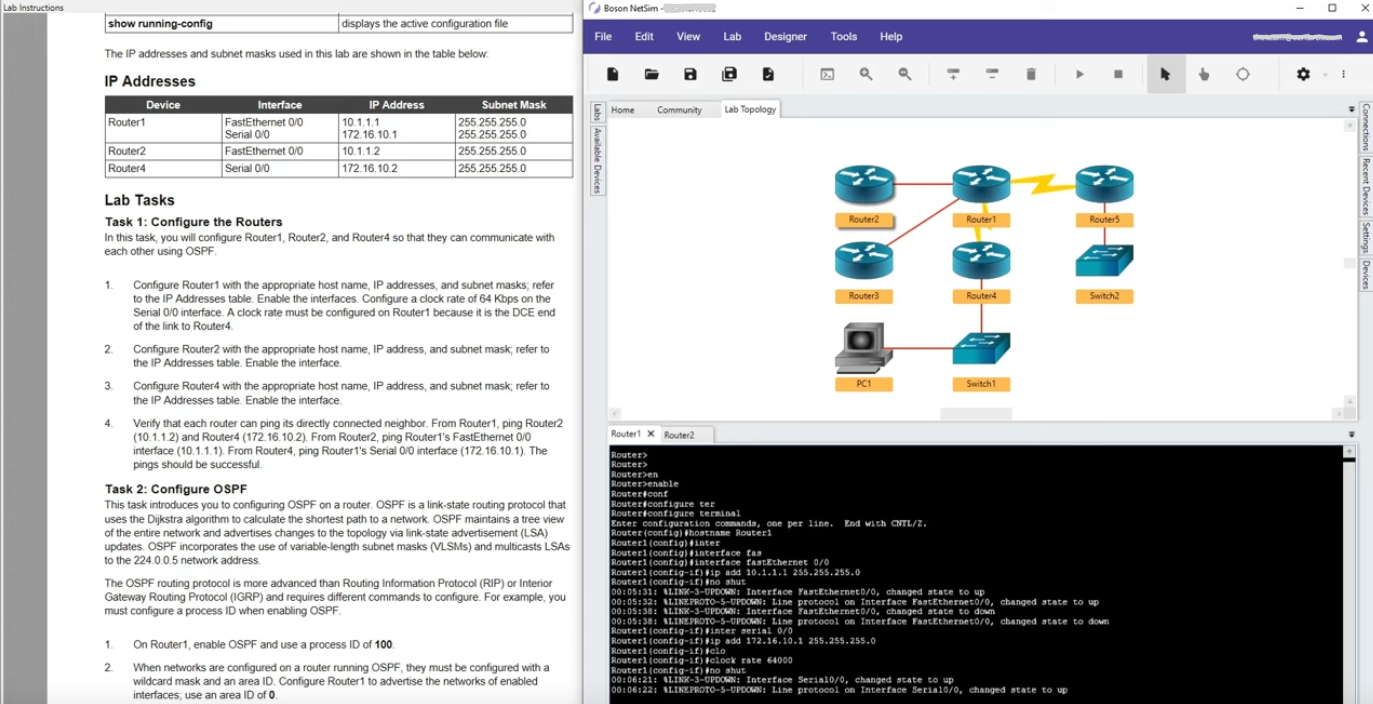 Lab Instructions
show running-config displays the active configuration file
The IP addresses and subnet masks used in this lab are shown in the table below:
IP Addresses
Device Interface IP Address Subnet Mask
Router1 FastEthernet 0/0 10.1.1.1 255.255.255.0
Serial 0/0 172.16.10.1 255.255.255.0
Router2 FastEthernet 0/0 10.1.1.2 255.255.255.0
Router4 Serial 0/0 172.16.10.2 255.255.255.0
Lab Tasks
Task 1: Configure the Routers
In this task, you will configure Router1, Router2, and Router4 so that they can communicate with
each other using OSPF.
1. Configure Router1 with the appropriate host name, IP addresses, and subnet masks; refer
to the IP Addresses table. Enable the interfaces. Configure a clock rate of 64 Kbps on the
Serial 0/0 interface. A clock rate must be configured on Router1 because it is the DCE end
of the link to Router4.
2. Configure Router2 with the appropriate host name, IP address, and subnet mask; refer to
the IP Addresses table. Enable the interface.
3. Configure Router4 with the appropriate host name, IP address, and subnet mask; refer to
the IP Addresses table. Enable the interface.
4. Verify that each router can ping its directly connected neighbor. From Router1, ping Router2
(10.1.1.2) and Router4 (172.16.10.2). From Router2, ping Router1's FastEthernet 0/0
interface (10.1.1.1). From Router4, ping Router1's Serial 0/0 interface (172.16.10.1). The
pings should be successful.
Task 2: Configure OSPF
This task introduces you to configuring OSPF on a router. OSPF is a link-state routing protocol that
uses the Dijkstra algorithm to calculate the shortest path to a network. OSPF maintains a tree view
of the entire network and advertises changes to the topology via link-state advertisement (LSA)
updates. OSPF incorporates the use of variable-length subnet masks (VLSMs) and multicasts LSAs
to the 224.0.0.5 network address.
The OSPF routing protocol is more advanced than Routing Information Protocol (RIP) or Interior
Gateway Routing Protocol (IGRP) and requires different commands to configure. For example, you
must configure a process ID when enabling OSPF.
1. On Router1, enable OSPF and use a process ID of 100.
2. When networks are configured on a router running OSPF, they must be configured with a
wildcard mask and an area ID. Configure Router1 to advertise the networks of enabled
interfaces; use an area ID of 0.
Boson NetSim -
File Edit View Lab Designer Tools Help
Labs
Available Devices
Home Community Lab Topology
Connections
Recent Devices
Settings
Devices
Router2 Router1 Router5
Router3 Router4 Switch2
PC1 Switch1
Router1 X Router2
Router>
Router>
Router>en
Router>enable
Router#conf
Router#configure ter
Router#configure terminal
Enter configuration commands, one per line. End with CNTL/Z.
Router(config)#hostname Router1
Router1(config)#inter
Router1(config)#interface fas
Router1(config)#interface fastEthernet 0/0
Router1(config-if)#ip add 10.1.1.1 255.255.255.0
Router1(config-if)#no shut
00:05:31: %LINK-3-UPDOWN: Interface FastEthernet0/0, changed state to up
00:05:32: %LINEPROTO-5-UPDOWN: Line protocol on Interface FastEthernet0/0, changed state to up
00:05:38: %LINK-3-UPDOWN: Interface FastEthernet0/0, changed state to down
00:05:38: %LINEPROTO-5-UPDOWN: Line protocol on Interface FastEthernet0/0, changed state to down
Router1(config-if)#inter serial 0/0
Router1(config-if)#ip add 172.16.10.1 255.255.255.0
Router1(config-if)#clo
Router1(config-if)#clock rate 64000
Router1(config-if)#no shut
00:06:21: %LINK-3-UPDOWN: Interface Serial0/0, changed state to up
00:06:22: %LINEPROTO-5-UPDOWN: Line protocol on Interface Serial0/0, changed state to up